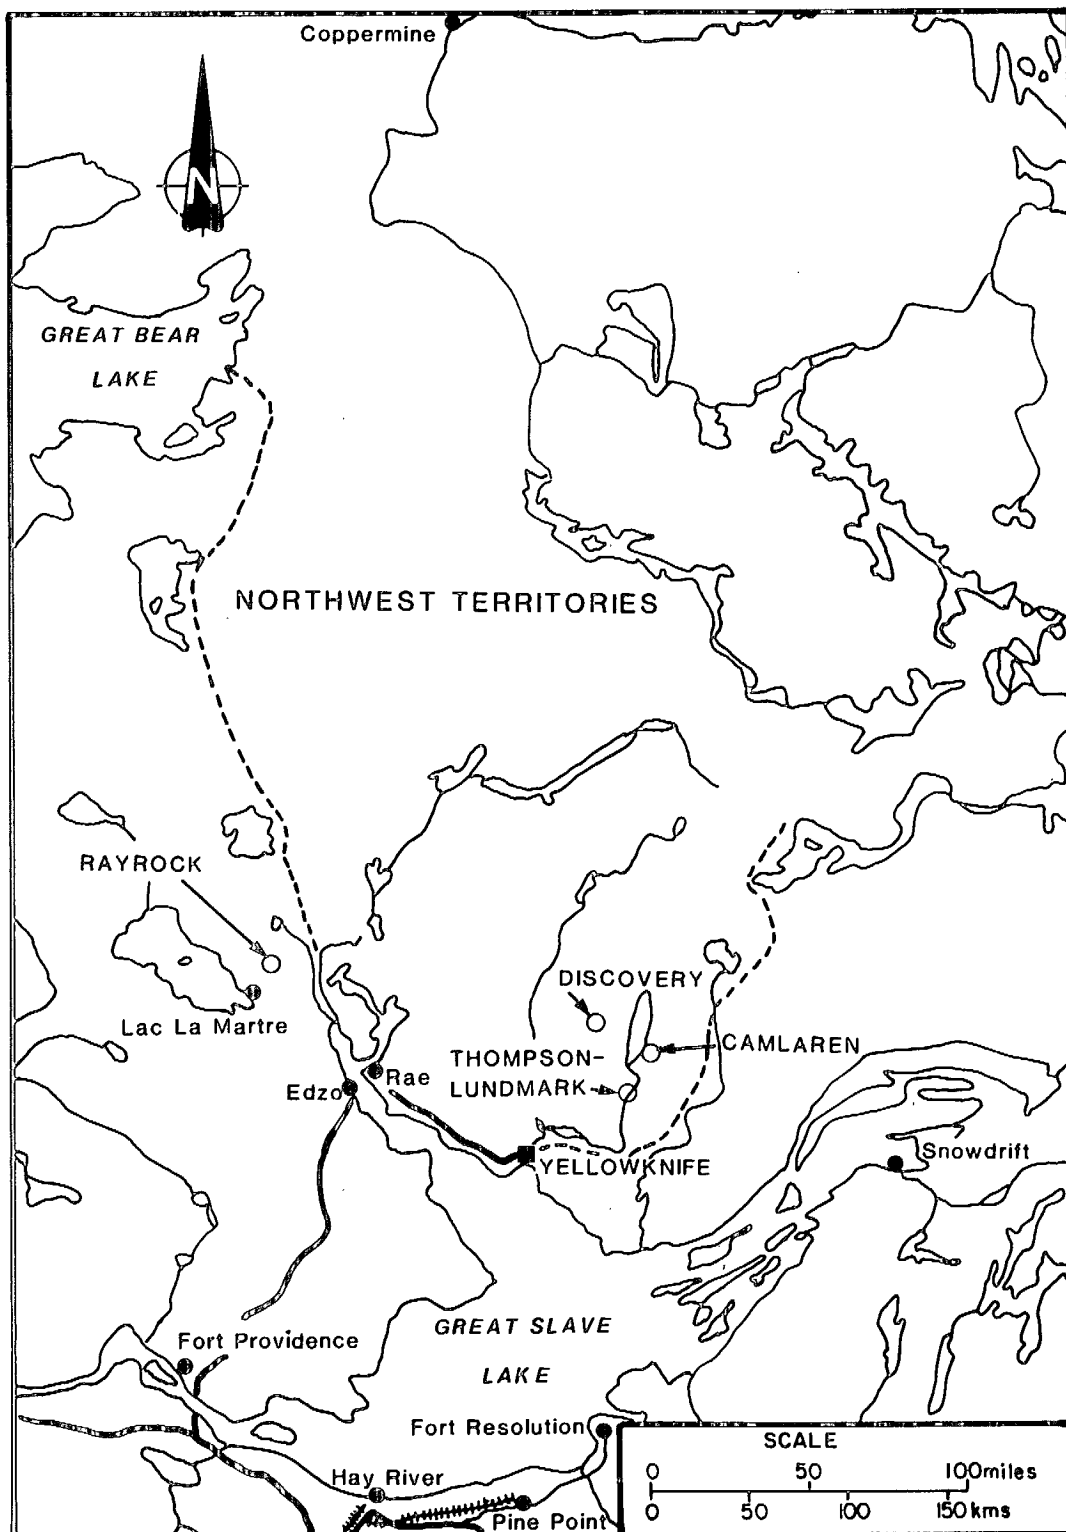 Coppermine
N
GREAT BEAR
LAKE
NORTHWEST TERRITORIES
RAYROCK
Lac La Martre
DISCOVERY
CAMLAREN
THOMPSON-
LUNDMARK
Rae
Edzo
YELLOWKNIFE
Snowdrift
GREAT SLAVE
LAKE
Fort Providence
Fort Resolution
Hay River
Pine Point
SCALE
0 50 100miles
0 50 100 150kms